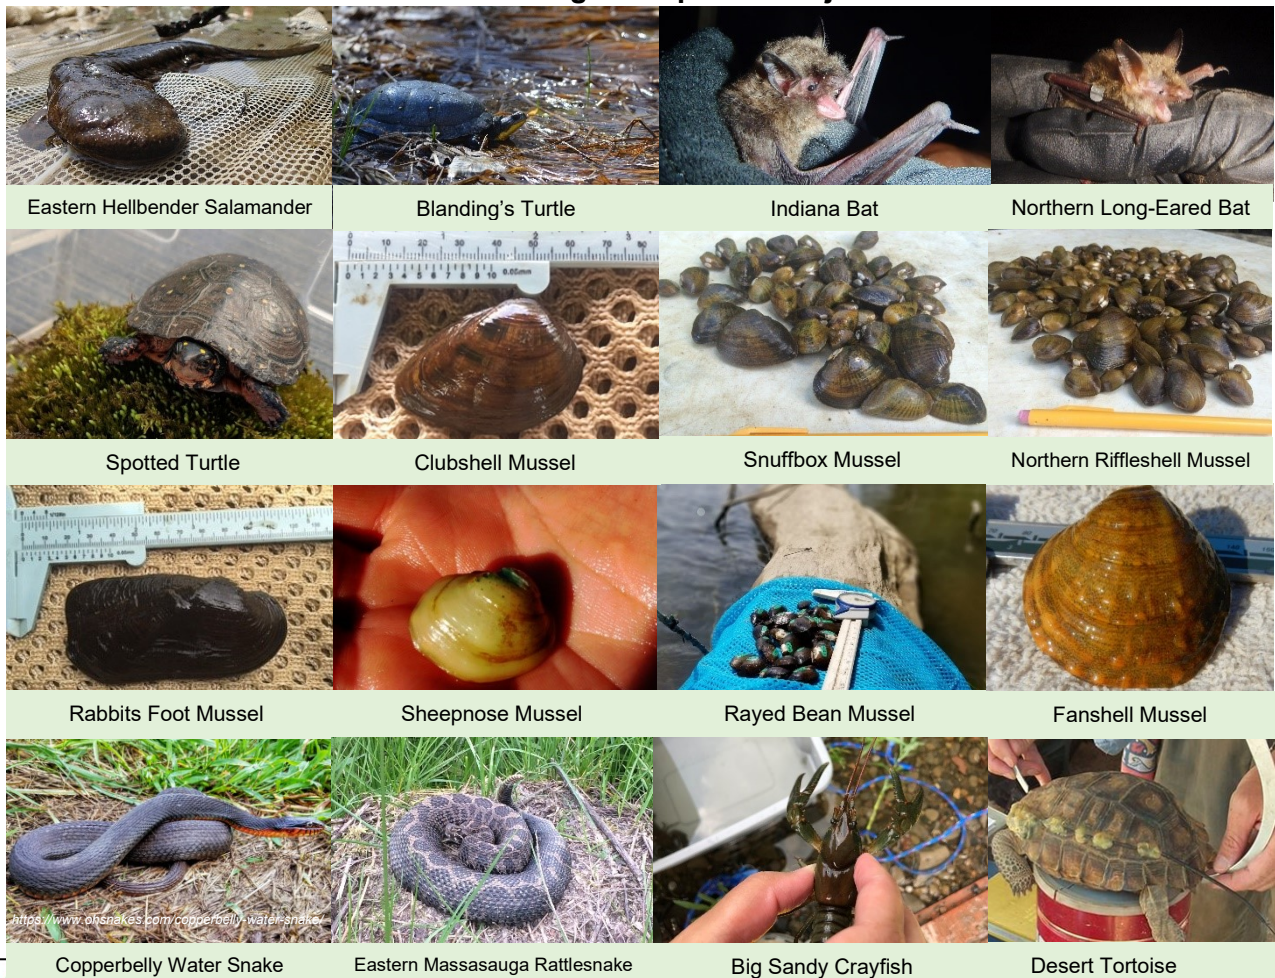 Eastern Hellbender Salamander
Blanding's Turtle
Indiana Bat
Northern Long-Eared Bat
Spotted Turtle
Clubshell Mussel
Snuffbox Mussel
Northern Riffleshell Mussel
Rabbits Foot Mussel
Sheepnose Mussel
Rayed Bean Mussel
Fanshell Mussel
https://www.ohsnakes.com/copperbelly-water-snake/
Copperbelly Water Snake
Eastern Massasauga Rattlesnake
Big Sandy Crayfish
Desert Tortoise